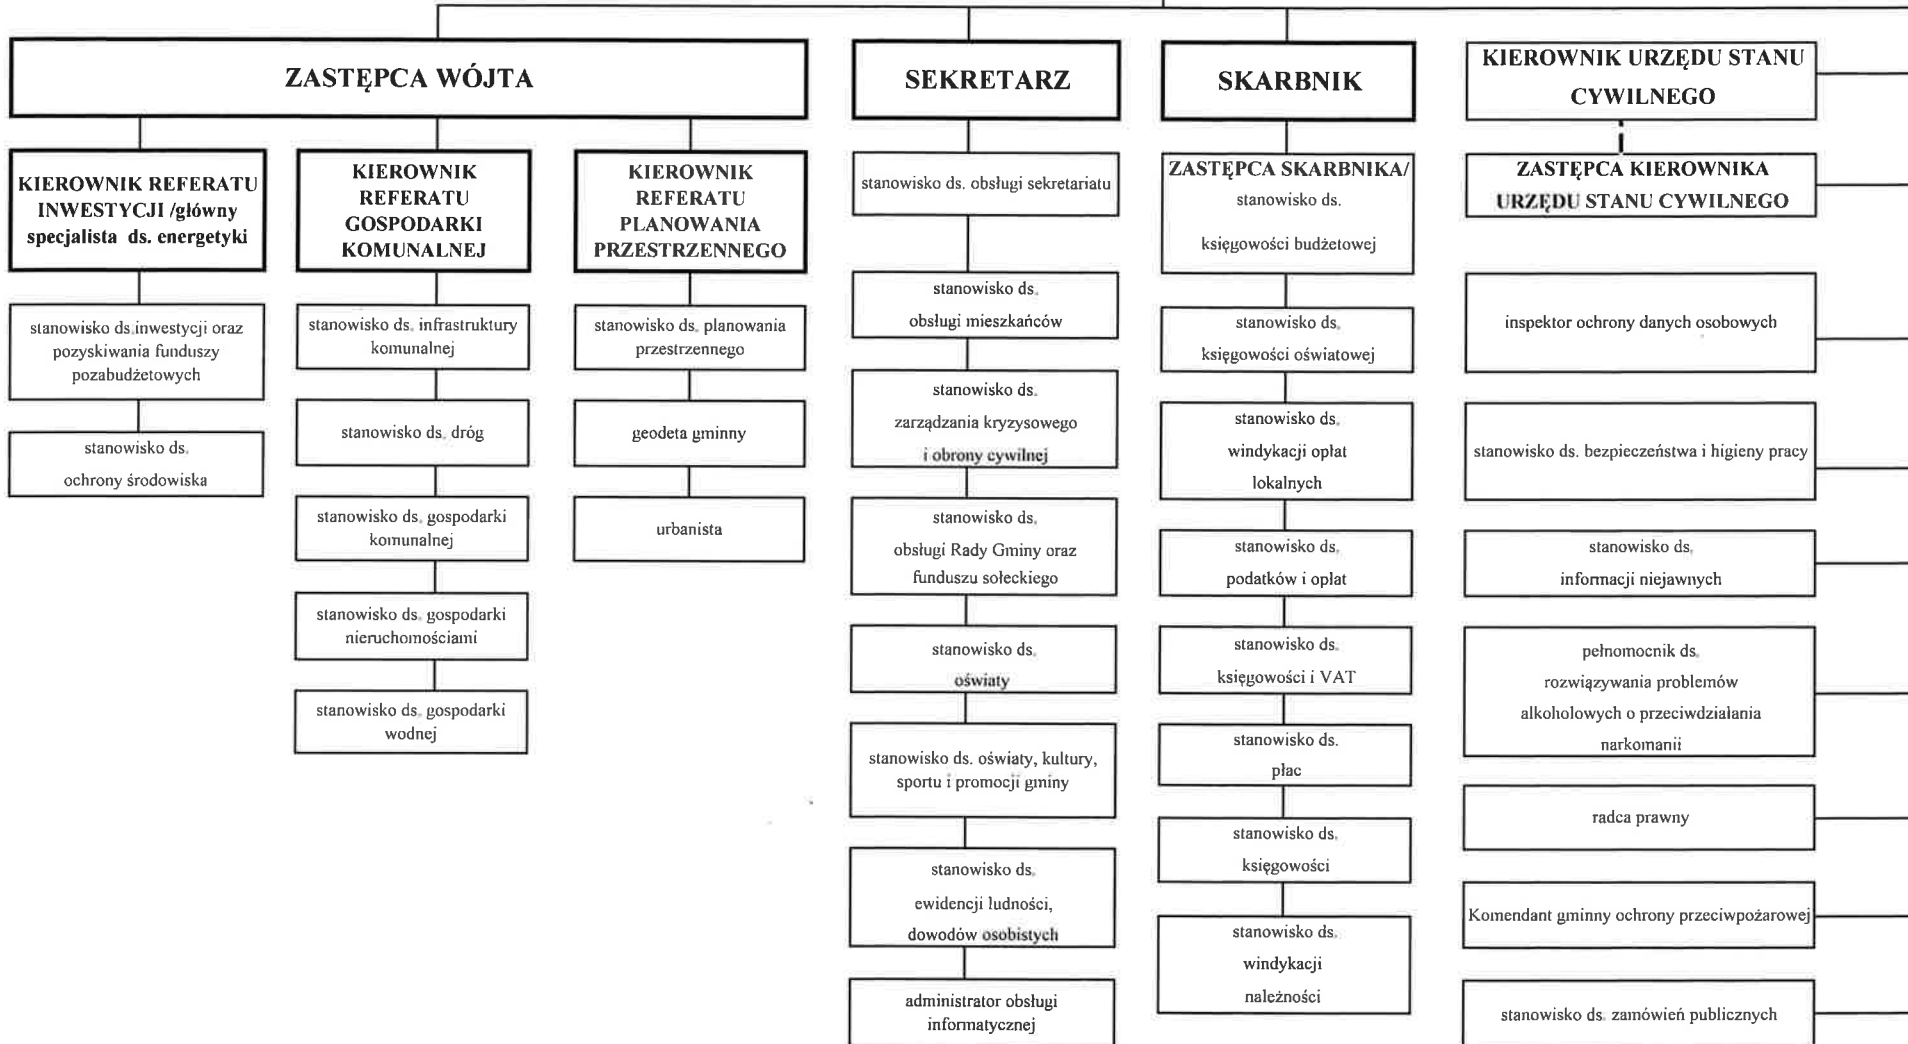 ZASTĘPCA WÓJTA
KIEROWNIK REFERATU
INWESTYCJI /główny
specjalista ds. energetyki
stanowisko ds.inwestycji oraz
pozyskiwania funduszy
pozabudżetowych
stanowisko ds.
ochrony środowiska
KIEROWNIK
REFERATU
GOSPODARKI
KOMUNALNEJ
stanowisko ds. infrastruktury
komunalnej
stanowisko ds. dróg
stanowisko ds. gospodarki
komunalnej
stanowisko ds. gospodarki
nieruchomościami
stanowisko ds. gospodarki
wodnej
KIEROWNIK
REFERATU
PLANOWANIA
PRZESTRZENNEGO
stanowisko ds. planowania
przestrzennego
geodeta gminny
urbanista
SEKRETARZ
stanowisko ds. obsługi sekretariatu
stanowisko ds.
obsługi mieszkańców
stanowisko ds.
zarządzania kryzysowego
i obrony cywilnej
stanowisko ds.
obsługi Rady Gminy oraz
funduszu sołeckiego
stanowisko ds.
oświaty
stanowisko ds. oświaty, kultury,
sportu i promocji gminy
stanowisko ds.
ewidencji ludności,
dowodów osobistych
administrator obsługi
informatycznej
SKARBNIK
ZASTĘPCA SKARBNIKA/
stanowisko ds.
księgowości budżetowej
stanowisko ds.
księgowości oświatowej
stanowisko ds.
windykacji opłat
lokalnych
stanowisko ds.
podatków i opłat
stanowisko ds.
księgowości i VAT
stanowisko ds.
płac
stanowisko ds.
księgowości
stanowisko ds.
windykacji
należności
KIEROWNIK URZĘDU STANU
CYWILNEGO
ZASTĘPCA KIEROWNIKA
URZĘDU STANU CYWILNEGO
inspektor ochrony danych osobowych
stanowisko ds. bezpieczeństwa i higieny pracy
stanowisko ds.
informacji niejawnych
pełnomocnik ds.
rozwiązywania problemów
alkoholowych o przeciwdziałania
narkomanii
radca prawny
Komendant gminny ochrony przeciwpożarowej
stanowisko ds. zamówień publicznych